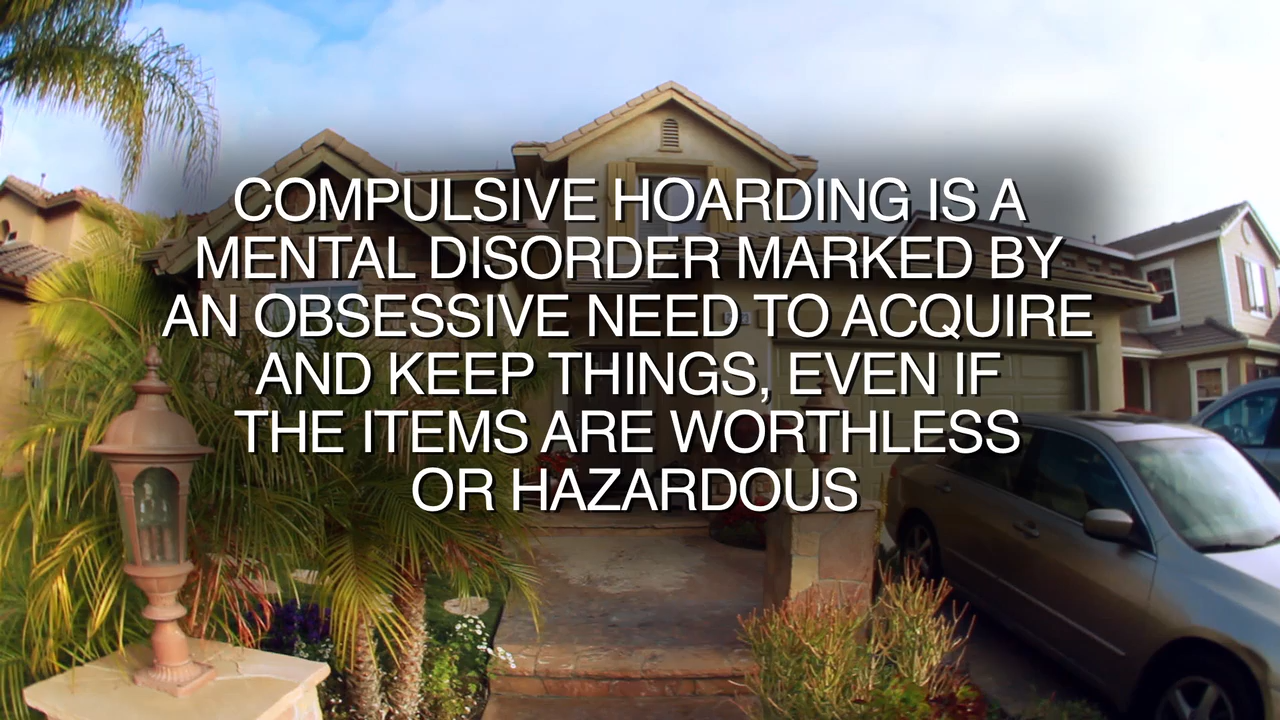 COMPULSIVE HOARDING IS A
MENTAL DISORDER MARKED BY
AN OBSESSIVE NEED TO ACQUIRE
AND KEEP THINGS, EVEN IF
THE ITEMS ARE WORTHLESS
OR HAZARDOUS